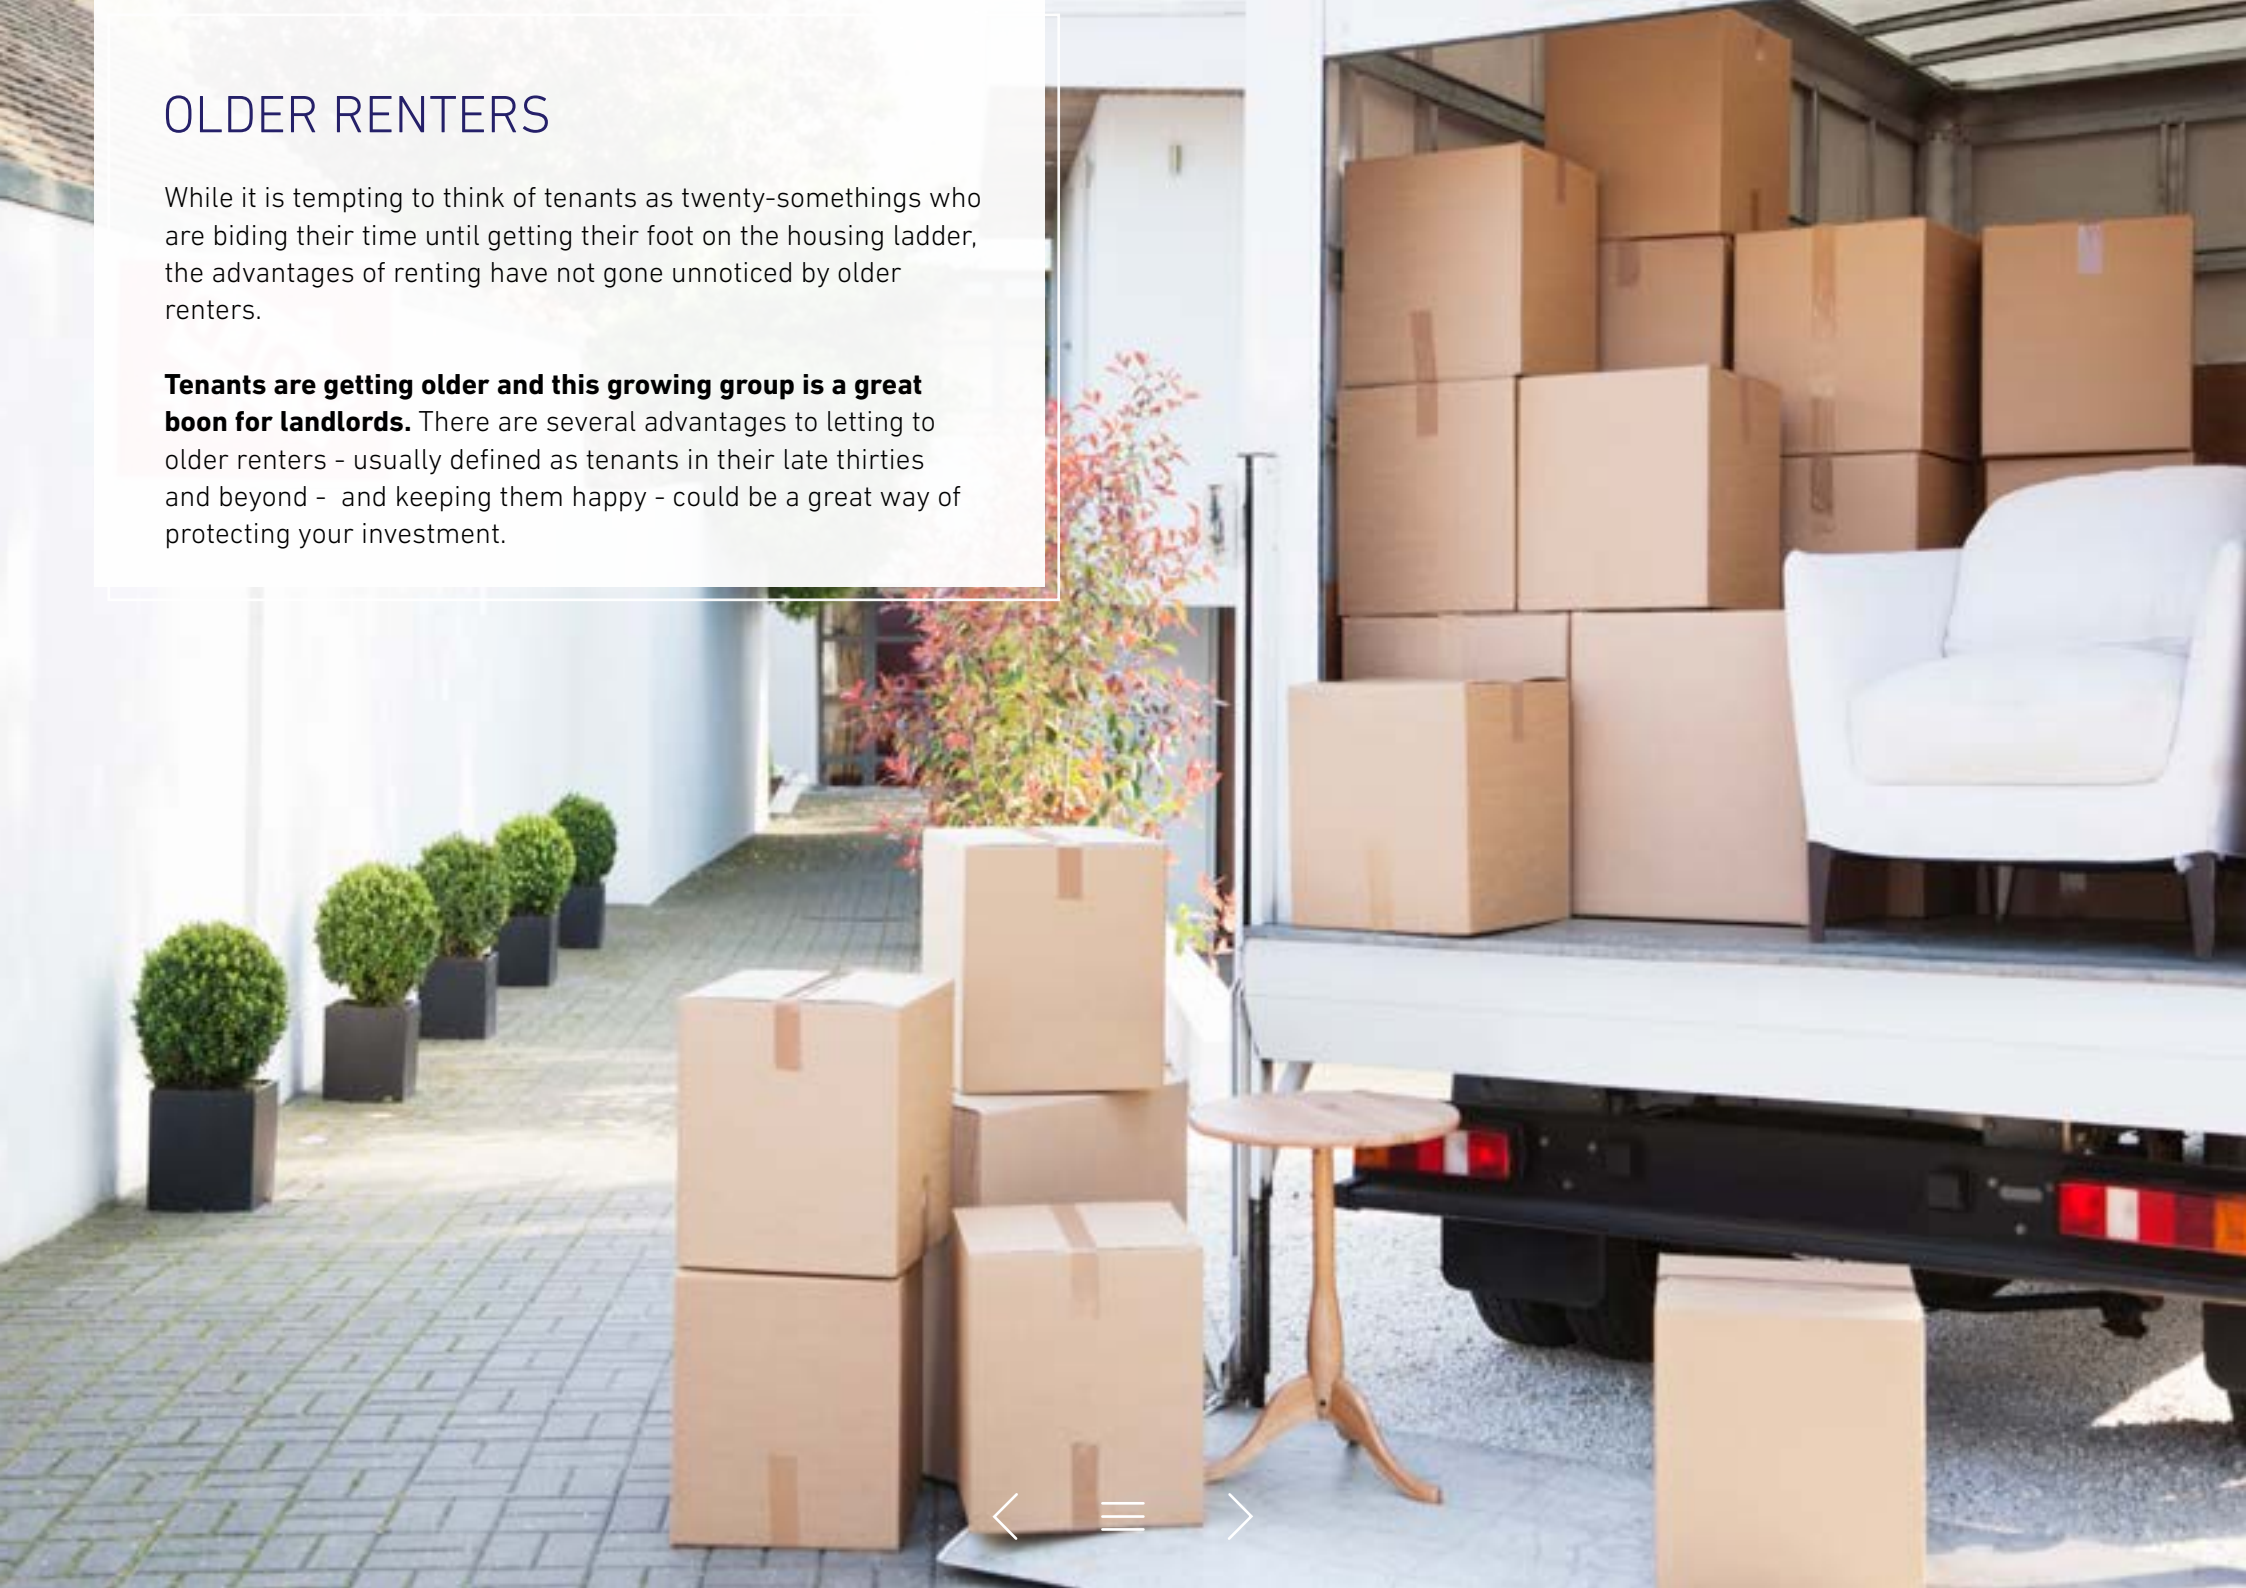 OLDER RENTERS
While it is tempting to think of tenants as twenty-somethings who
are biding their time until getting their foot on the housing ladder,
the advantages of renting have not gone unnoticed by older
renters.
Tenants are getting older and this growing group is a great
boon for landlords. There are several advantages to letting to
older renters - usually defined as tenants in their late thirties
and beyond -  and keeping them happy - could be a great way of
protecting your investment.